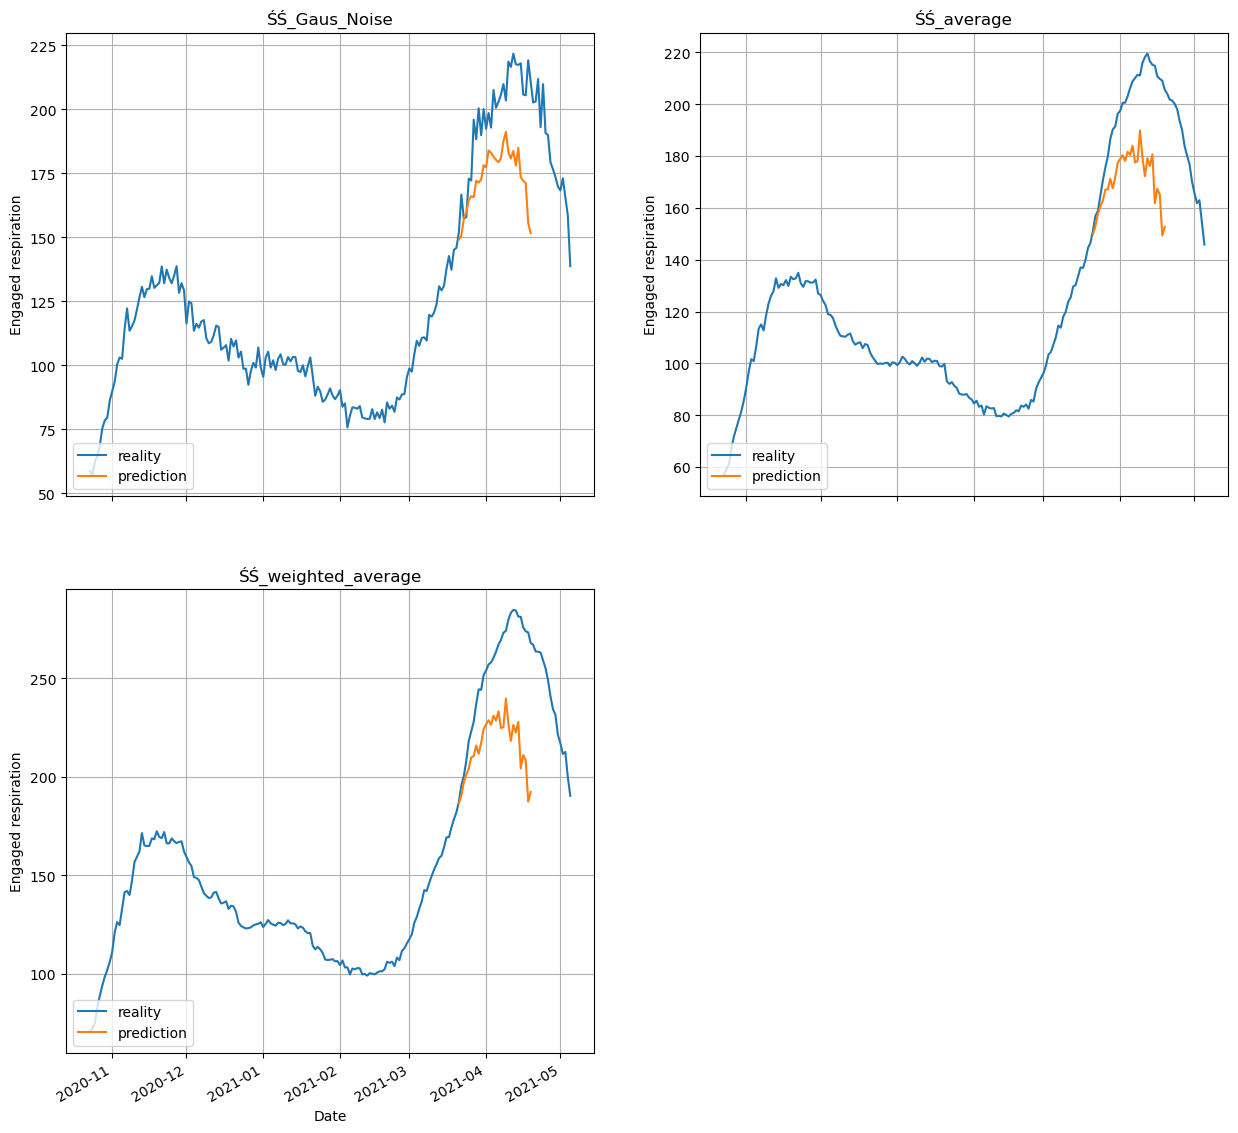 ŚŚ_Gaus_Noise
Engaged respiration
225
200
175
150
125
100
75
50
reality
prediction
ŚŚ_average
Engaged respiration
220
200
180
160
140
120
100
80
60
reality
prediction
ŚŚ_weighted_average
Engaged respiration
250
200
150
100
reality
prediction
2020-11
2020-12
2021-01
2021-02
2021-03
2021-04
2021-05
Date